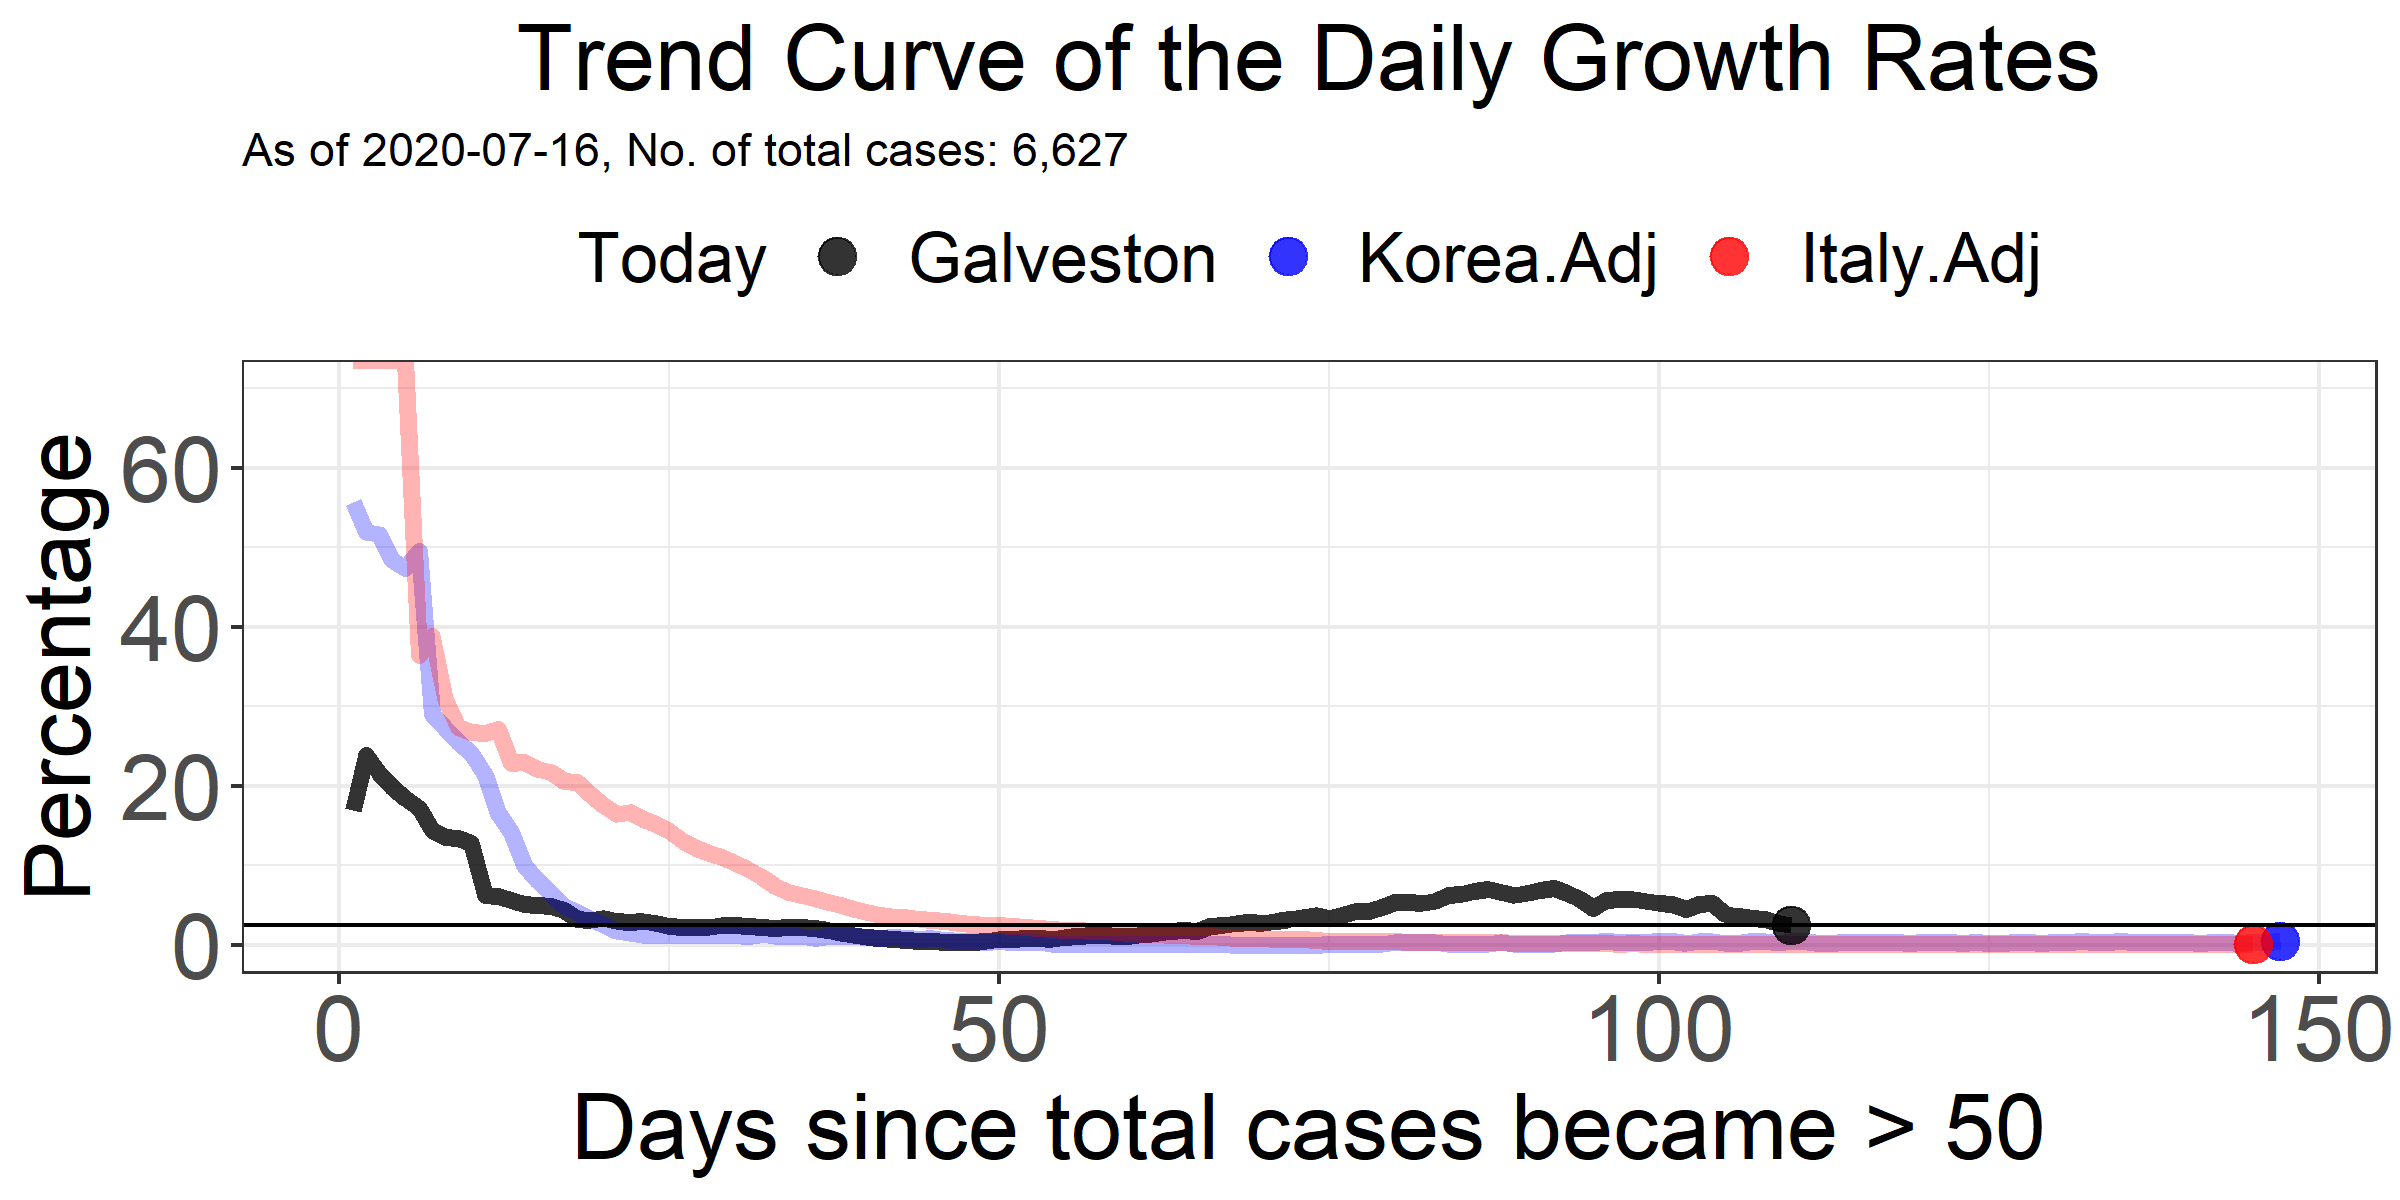 Trend Curve of the Daily Growth Rates
As of 2020-07-16, No. of total cases: 6,627
Today Galveston Korea.Adj Italy.Adj
Percentage
60
40
20
0
0 50 100 150
Days since total cases became > 50